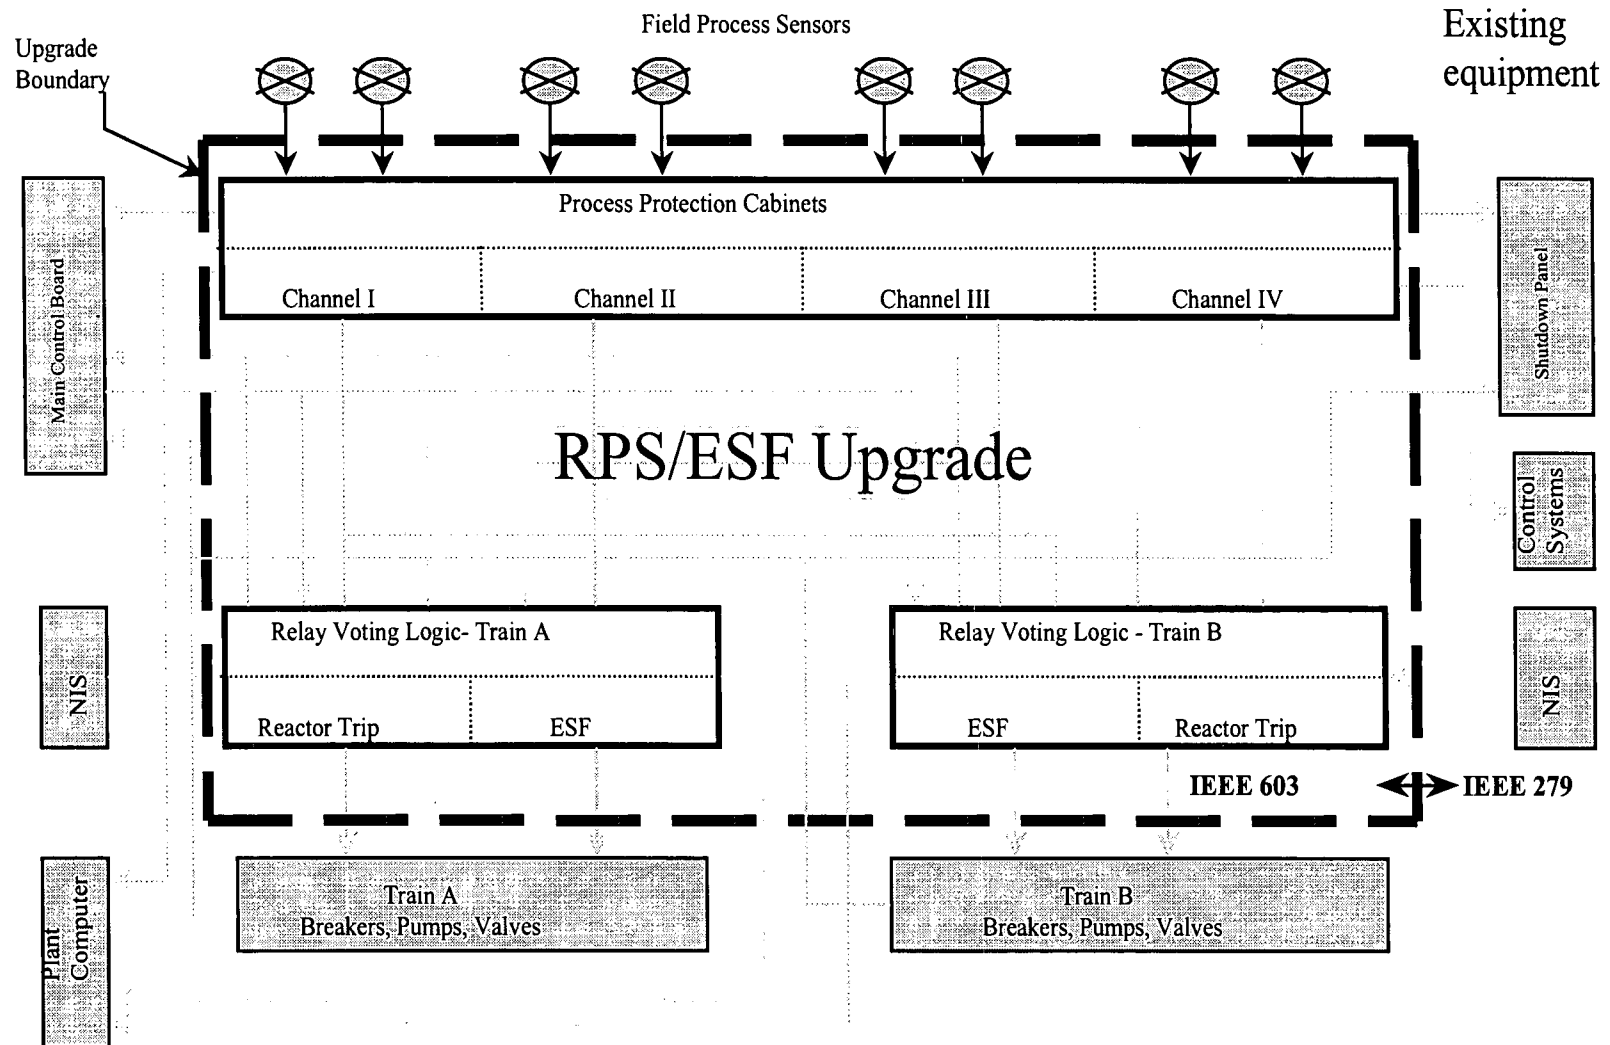 Field Process Sensors
Existing
equipment
Upgrade
Boundary
Process Protection Cabinets
Channel I
Channel II
Channel III
Channel IV
Main Control Board
Shutdown Panel
RPS/ESF Upgrade
Control
Systems
Relay Voting Logic- Train A
Relay Voting Logic - Train B
NIS
NIS
Reactor Trip
ESF
ESF
Reactor Trip
IEEE 603
IEEE 279
Plant
Computer
Train A
Breakers, Pumps, Valves
Train B
Breakers, Pumps, Valves